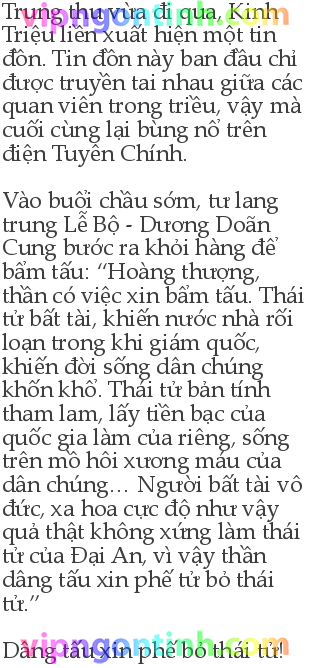 Trung thu vừa đi qua, Kinh
Triệu liền xuất hiện một tin
đồn. Tin đồn này ban đầu chỉ
được truyền tai nhau giữa các
quan viên trong triều, vậy mà
cuối cùng lại bùng nổ trên
điện Tuyên Chính.
Vào buổi chầu sớm, tư lang
trung Lễ Bộ - Dương Doãn
Cung bước ra khỏi hàng để
bẩm tấu: “Hoàng thượng,
thần có việc xin bẩm tấu. Thái
tử bất tài, khiến nước nhà rối
loạn trong khi giám quốc,
khiến đời sống dân chúng
khốn khổ. Thái tử bản tính
tham lam, lấy tiền bạc của
quốc gia làm của riêng, sống
trên mồ hôi xương máu của
dân chúng... Người bất tài vô
đức, xa hoa cực độ như vậy
quả thật không xứng làm thái
tử của Đại An, vì vậy thần
dâng tấu xin phế tử bỏ thái
tử.”
Dâng tấu xin phế bỏ thái tử!
vipngontinh.com
vipngontinh.com